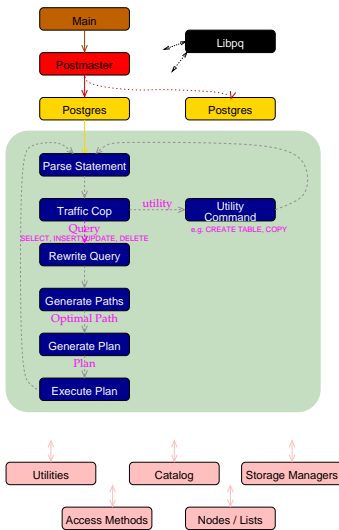 Main
Libpq
Postmaster
Postgres
Postgres
Parse Statement
utility
Traffic Cop
Utility
Command
Query
SELECT, INSERT, UPDATE, DELETE
e.g. CREATE TABLE, COPY
Rewrite Query
Generate Paths
Optimal Path
Generate Plan
Plan
Execute Plan
Utilities
Catalog
Storage Managers
Access Methods
Nodes / Lists